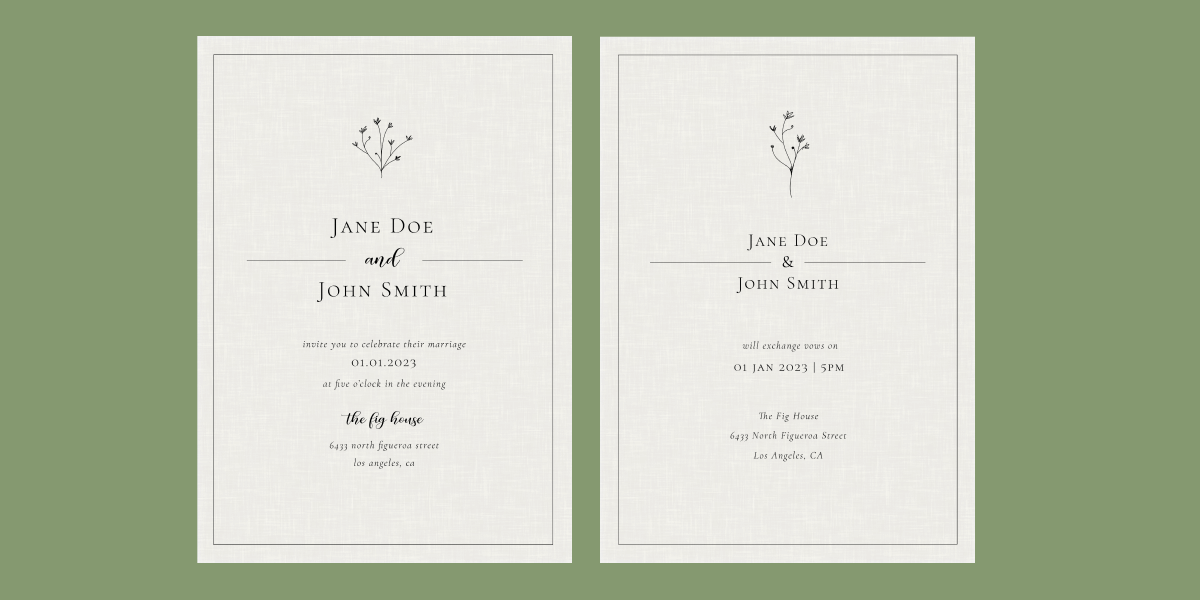 Jane Doe
and
John Smith
invite you to celebrate their marriage
01.01.2023
at five o'clock in the evening
the fig house
6433 north figueroa street
los angeles, ca
Jane Doe
&
John Smith
will exchange vows on
01 JAN 2023 | 5PM
The Fig House
6433 North Figueroa Street
Los Angeles, CA